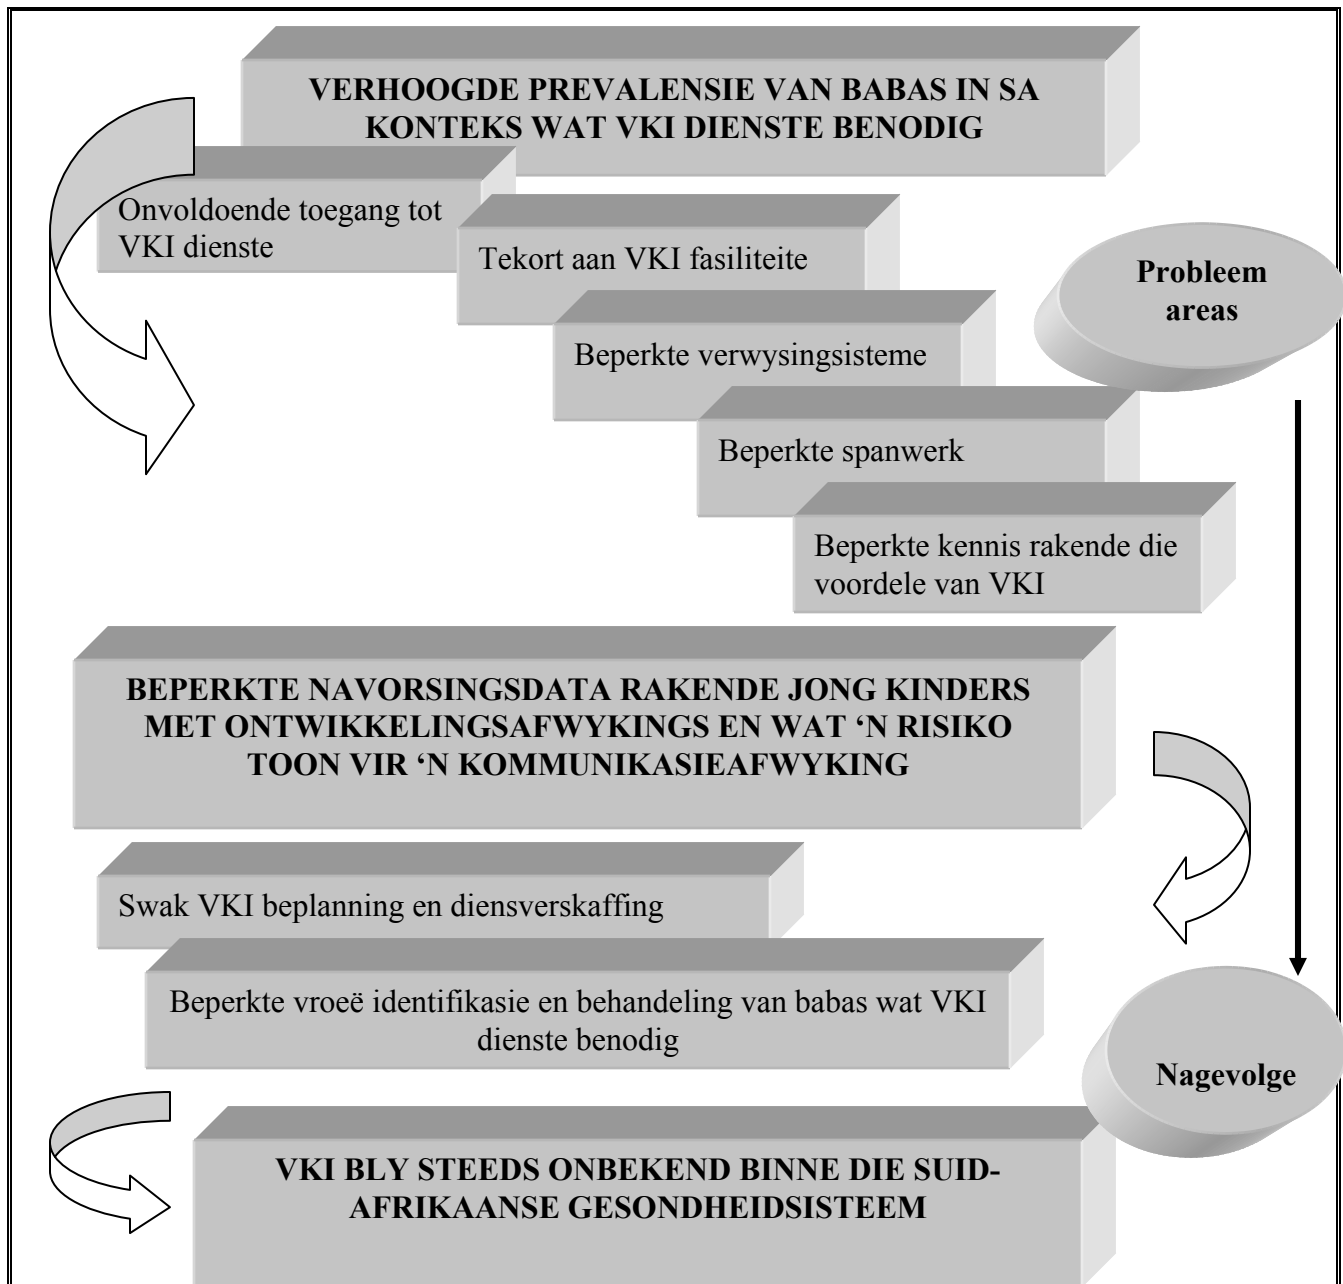 VERHOOGDE PREVALENSIE VAN BABAS IN SA
KONTEKS WAT VKI DIENSTE BENODIG
Onvoldoende toegang tot
VKI dienste
Tekort aan VKI fasiliteite
Probleem
areas
Beperkte verwysingsisteme
Beperkte spanwerk
Beperkte kennis rakende die
voordele van VKI
BEPERKTE NAVORSINGSDATA RAKENDE JONG KINDERS
MET ONTWIKKELINGSAFWYKINGS EN WAT ‘N RISIKO
TOON VIR ‘N KOMMUNIKASIEAFWYKING
Swak VKI beplanning en diensverskaffing
Beperkte vroeë identifikasie en behandeling van babas wat VKI
dienste benodig
Nagevolge
VKI BLY STEEDS ONBEKEND BINNE DIE SUID-
AFRIKAANSE GESONDHEIDSISTEEM